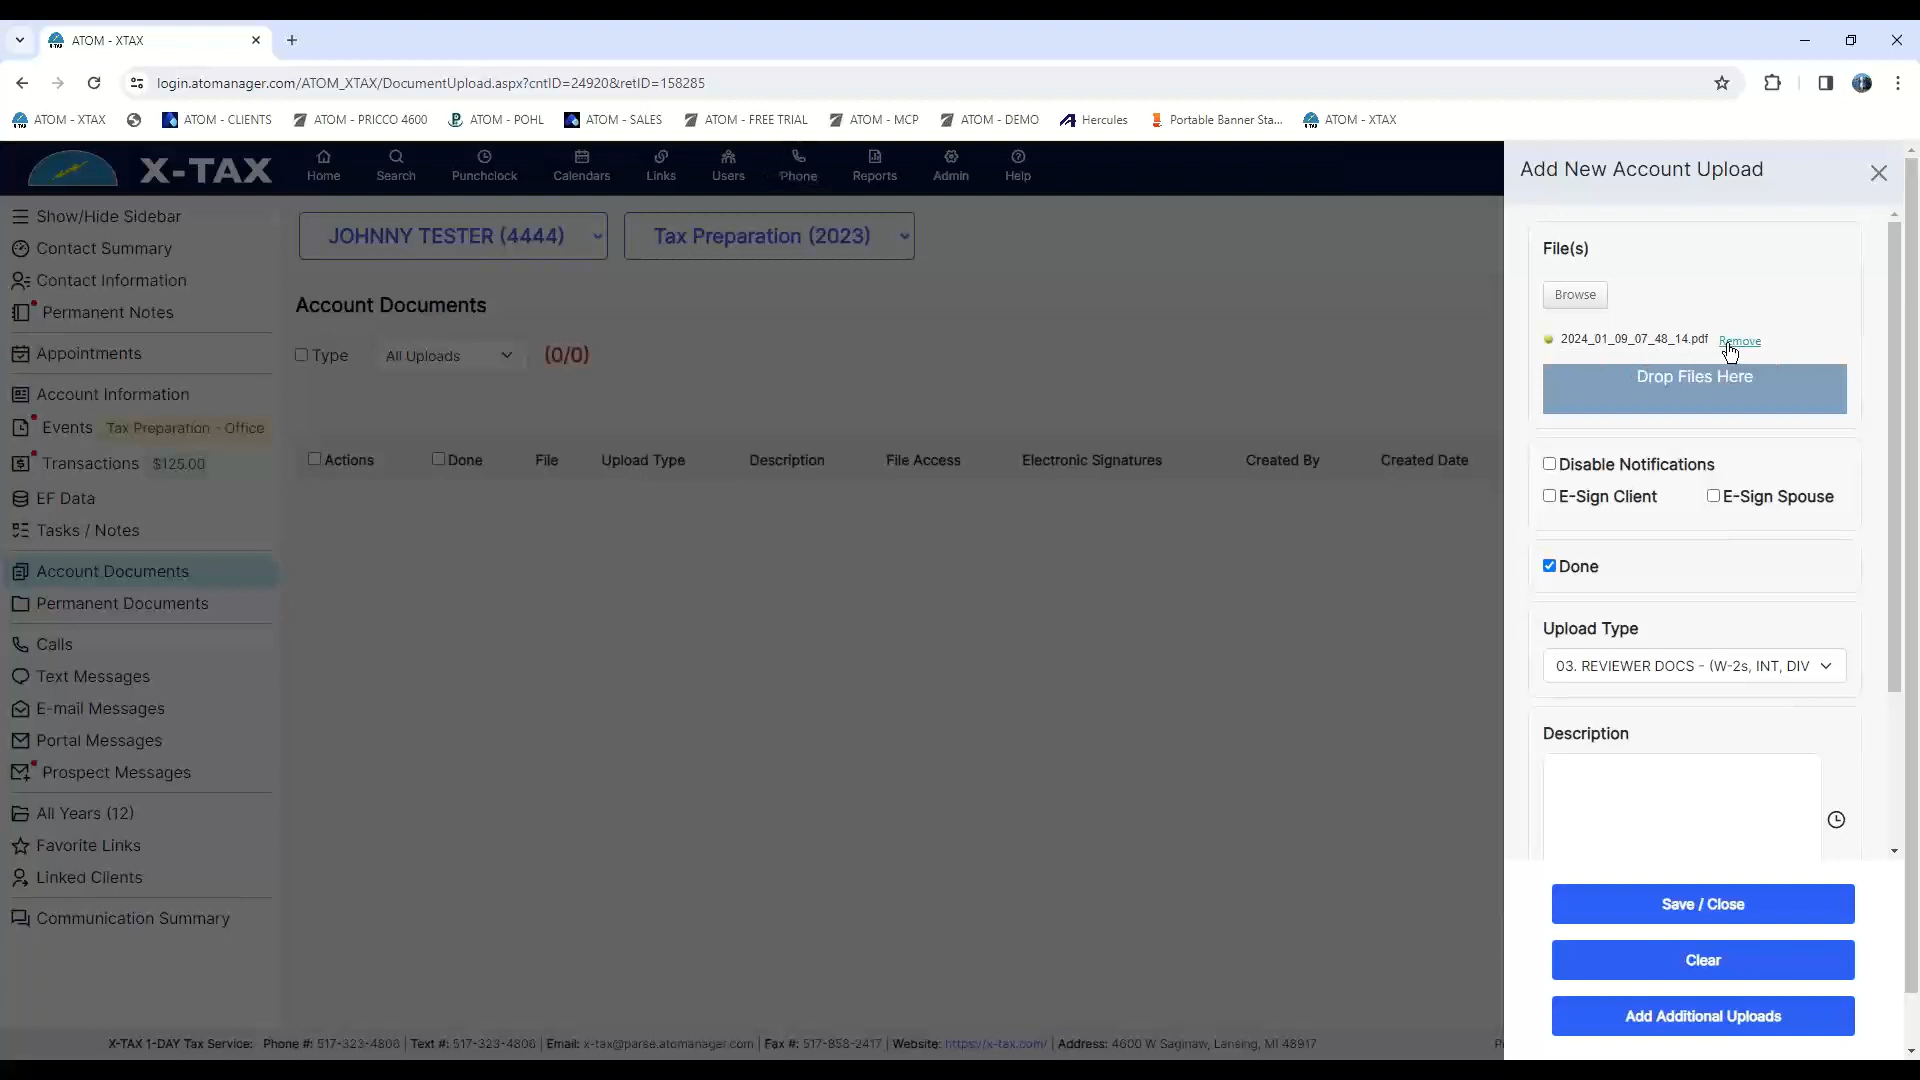 ATOM - XTAX
login.atomanager.com/ATOM_XTAX/DocumentUpload.aspx?cntID=24920&retID=158285
ATOM - XTAX
ATOM - CLIENTS
ATOM - PRICCO 4600
ATOM - POHL
ATOM - SALES
ATOM - FREE TRIAL
ATOM - MCP
ATOM - DEMO
Hercules
Portable Banner Sta...
ATOM - XTAX
X-TAX
Home
Search
Punchclock
Calendars
Links
Users
Phone
Reports
Admin
Help
Show/Hide Sidebar
Contact Summary
Contact Information
Permanent Notes
Appointments
Account Information
Events Tax Preparation - Office
Transactions $125.00
EF Data
Tasks / Notes
Account Documents
Permanent Documents
Calls
Text Messages
E-mail Messages
Portal Messages
Prospect Messages
All Years (12)
Favorite Links
Linked Clients
Communication Summary
JOHNNY TESTER (4444)
Tax Preparation (2023)
Account Documents
Type
All Uploads
(0/0)
Actions
Done
File
Upload Type
Description
File Access
Electronic Signatures
Created By
Created Date
Add New Account Upload
File(s)
Browse
2024_01_09_07_48_14.pdf
Remove
Drop Files Here
Disable Notifications
E-Sign Client
E-Sign Spouse
Done
Upload Type
03. REVIEWER DOCS - (W-2s, INT, DIV
Description
Save / Close
Clear
Add Additional Uploads
X-TAX 1-DAY Tax Service: Phone #: 517-323-4806 | Text #: 517-323-4806 | Email: x-tax@parse.atomanager.com | Fax #: 517-858-2417 | Website: https://x-tax.com/ | Address: 4600 W Saginaw, Lansing, MI 48917